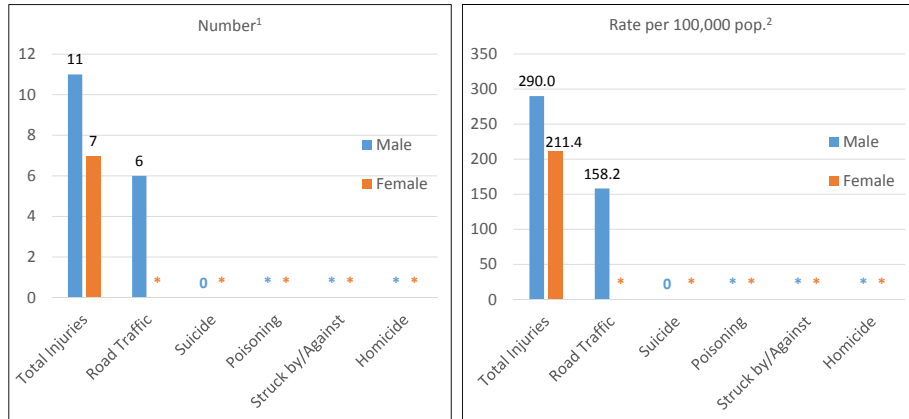 Number¹
12
10
8
6
4
2
0
11
7
6
*
0
*
*
*
*
*
*
*
Male
Female
Total Injuries
Road Traffic
Suicide
Poisoning
Struck by/Against
Homicide
Rate per 100,000 pop.²
350
300
250
200
150
100
50
0
290.0
211.4
158.2
*
0
*
*
*
*
*
*
*
Male
Female
Total Injuries
Road Traffic
Suicide
Poisoning
Struck by/Against
Homicide